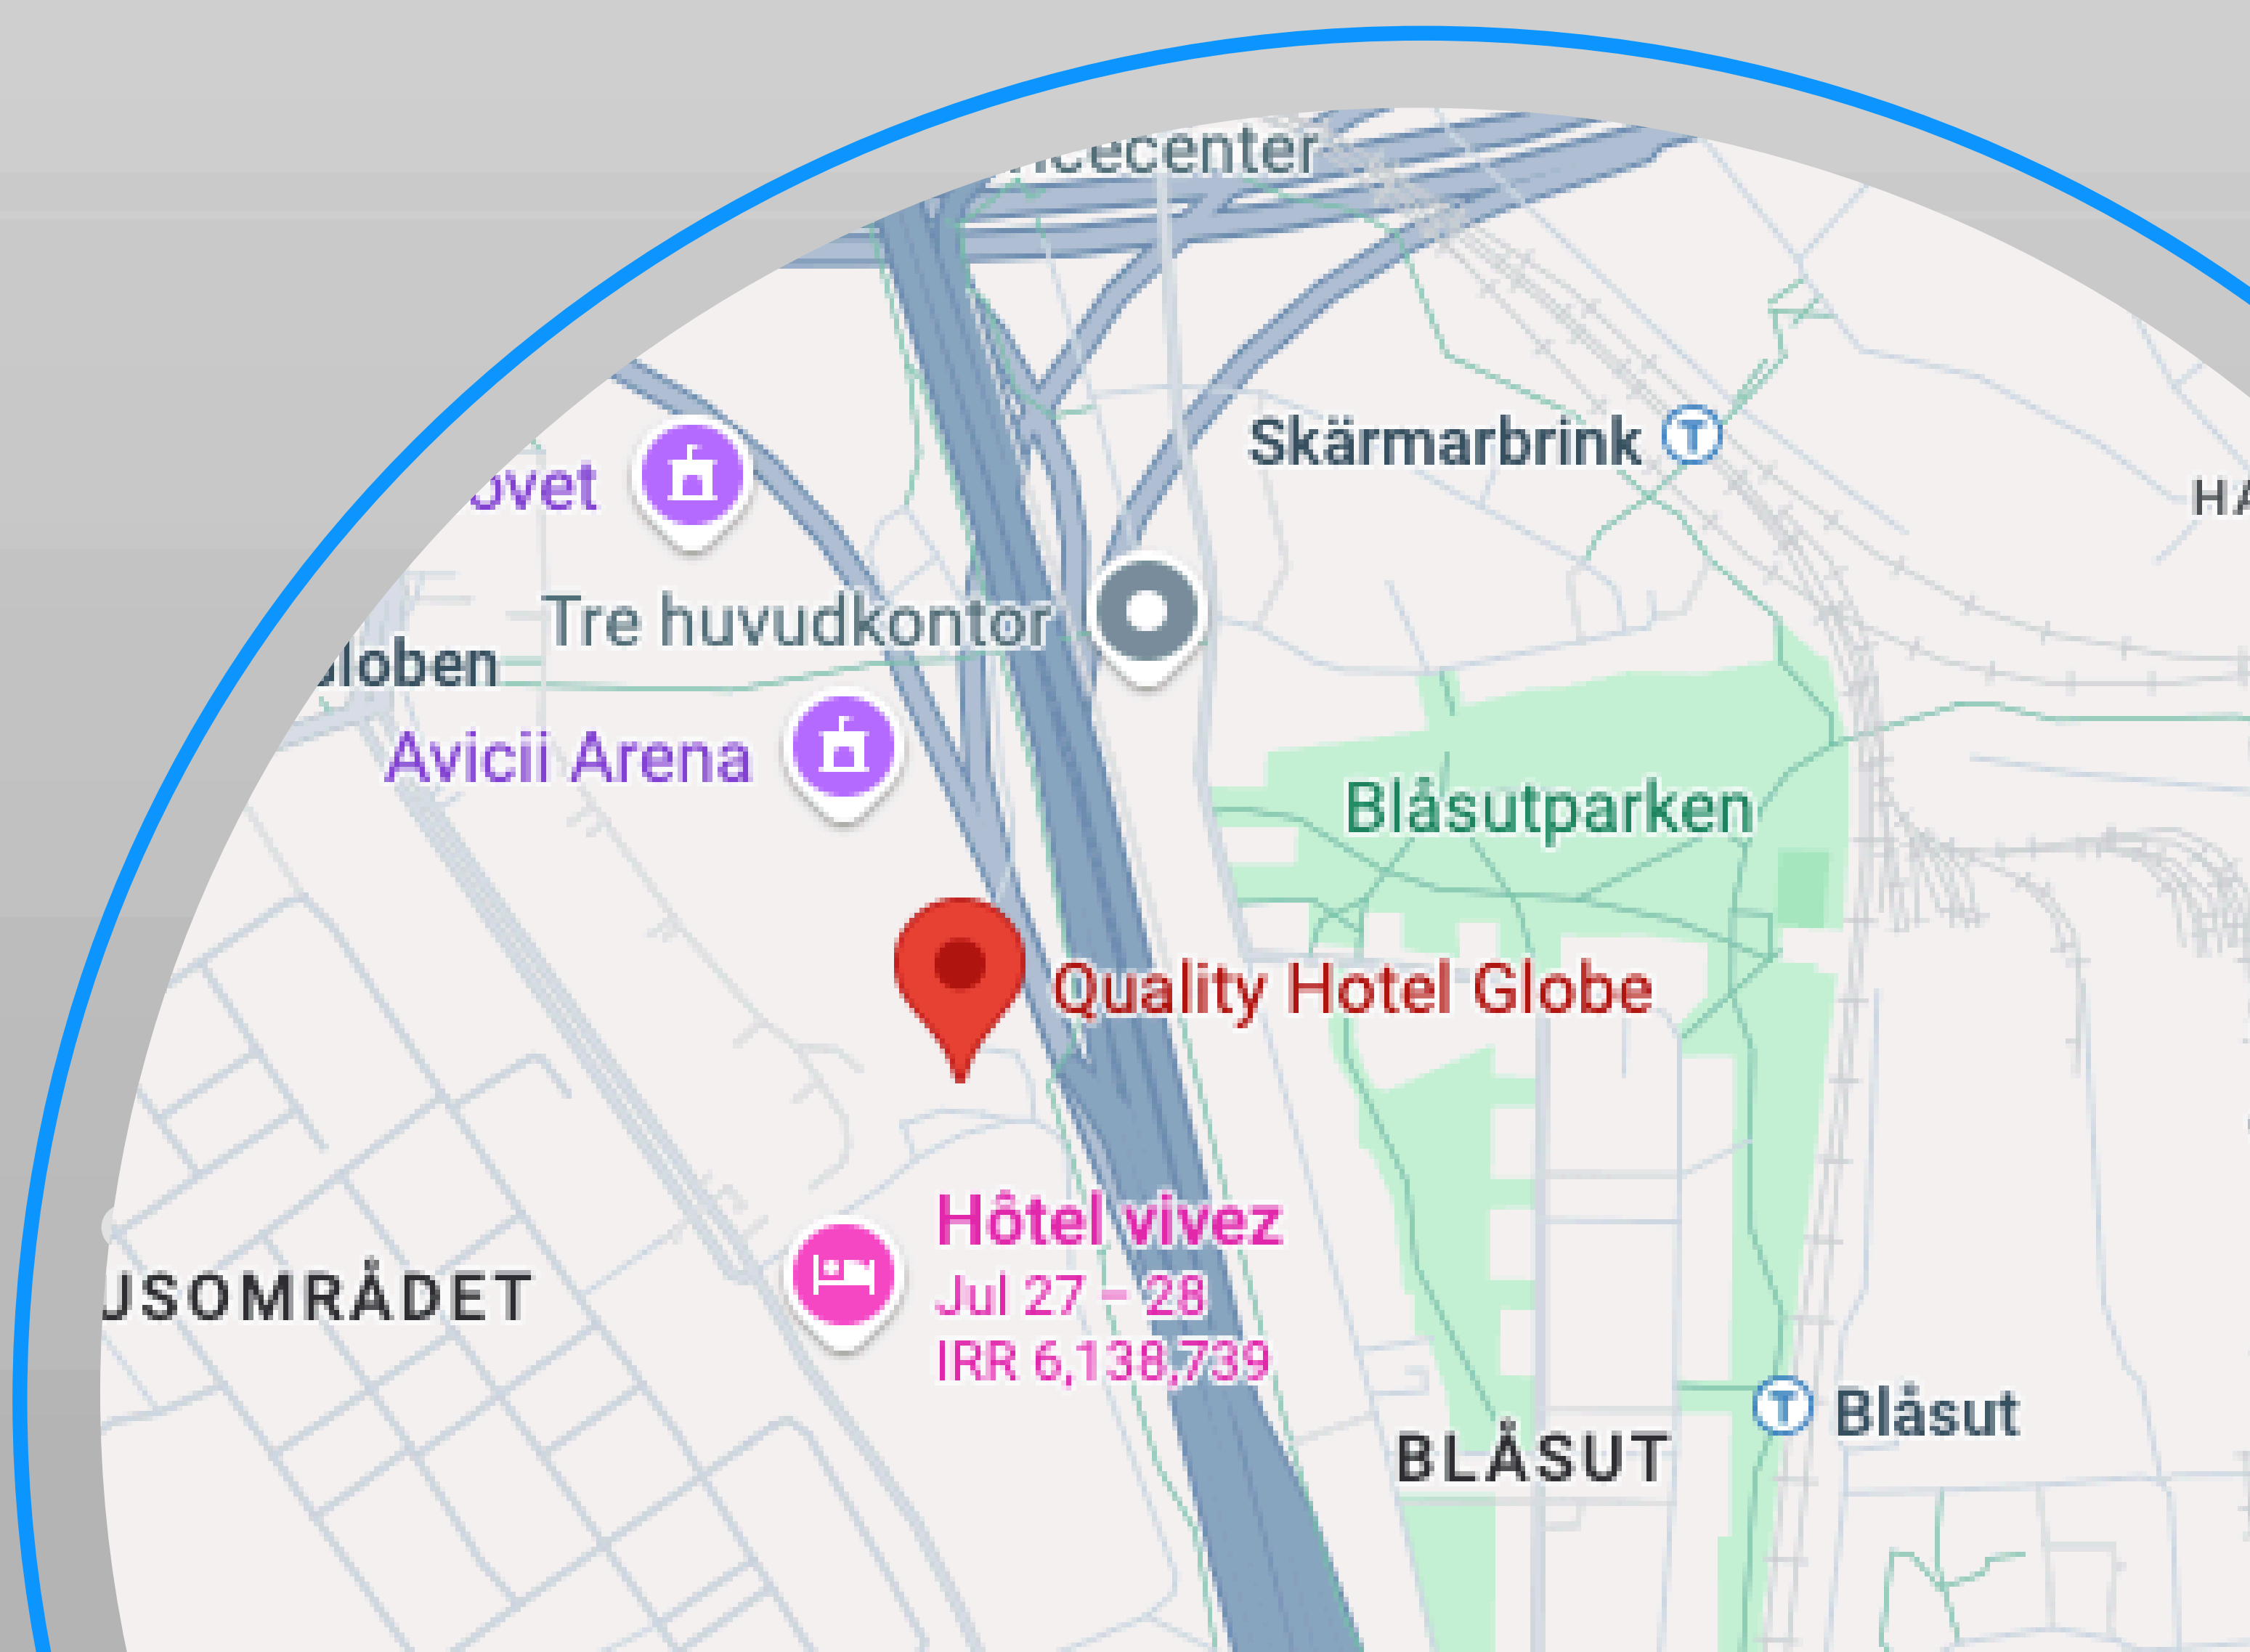 Skärmarbrink
Tre huvudkontor
Avicii Arena
Blåsutparken
Quality Hotel Globe
Hôtel vivez
Jul 27 – 28
IRR 6,138,739
Blåsut
BLÅSUT